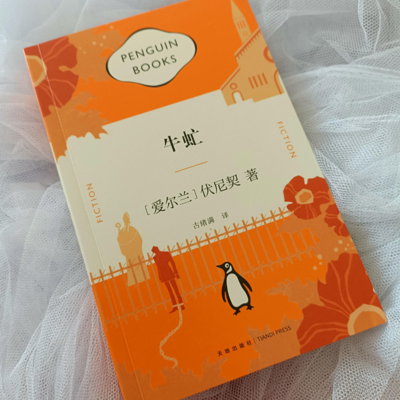 PENGUIN
BOOKS
牛虻
FICTION
FICTION
[爱尔兰] 伏尼契 著
古绪满 译
天地出版社 | TIANDI PRESS